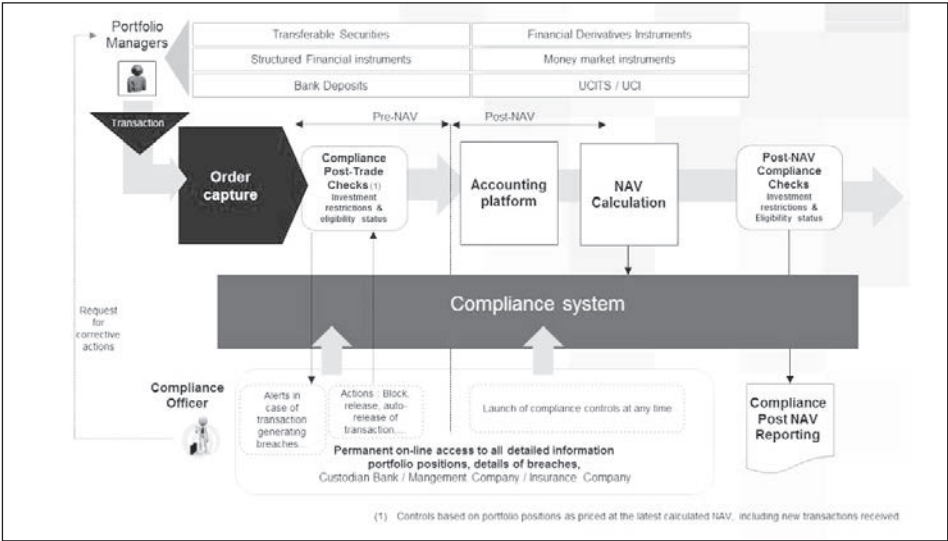 Portfolio
Managers
Transferable Securities
Financial Derivatives Instruments
Structured Financial instruments
Money market instruments
Bank Deposits
UCITS / UCI
Transaction
Pre-NAV
Post-NAV
Order
capture
Compliance
Post-Trade
Checks (1)
Investment
restrictions &
eligibility status
Accounting
platform
NAV
Calculation
Post-NAV
Compliance
Checks
Investment
restrictions &
Eligibility status
Compliance system
Request
for
corrective
actions
Compliance
Officer
Alerts in
case of
transaction
generating
breaches...
Actions : Block,
release, auto-
release of
transaction....
Launch of compliance controls at any time
Compliance
Post NAV
Reporting
Permanent on-line access to all detailed information
portfolio positions, details of breaches,
Custodian Bank / Mangement Company / Insurance Company
(1) Controls based on portfolio positions as priced at the latest calculated NAV, including new transactions received